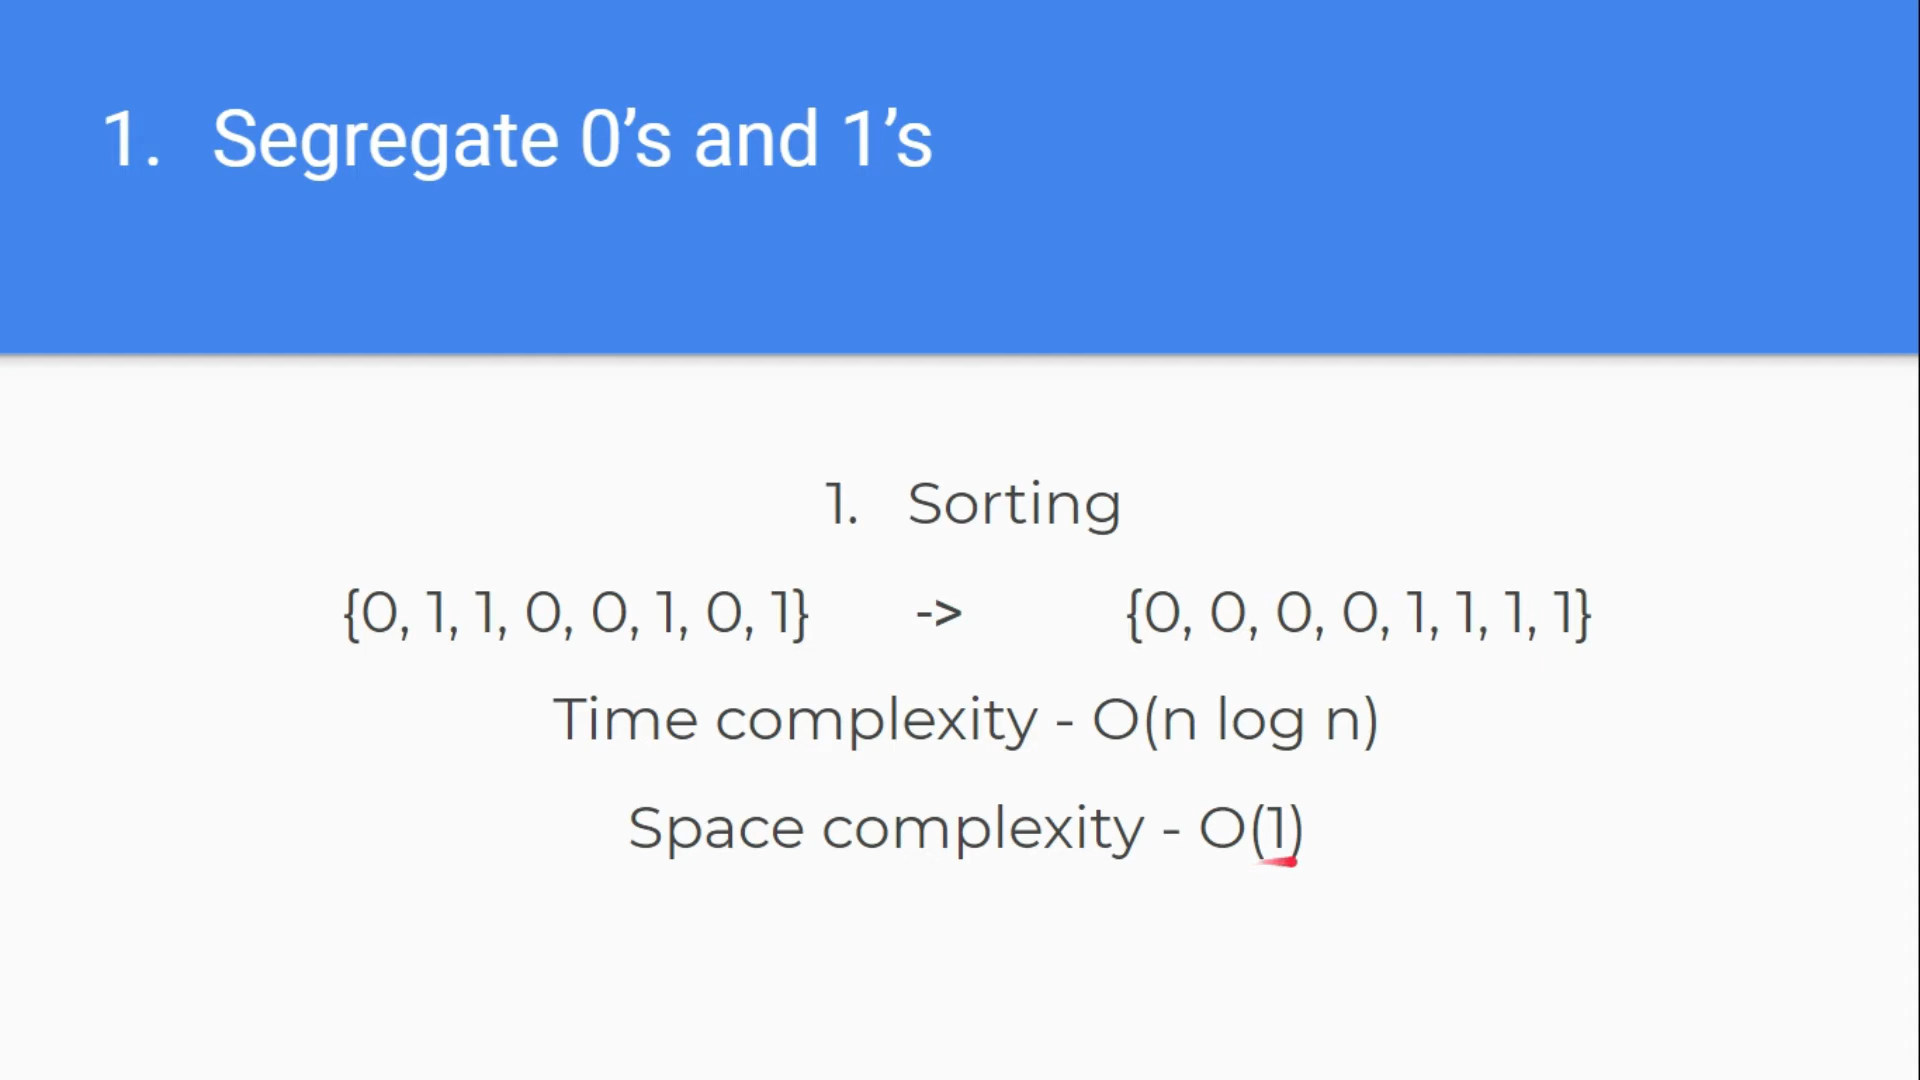 1. Segregate 0’s and 1’s
1. Sorting
{0, 1, 1, 0, 0, 1, 0, 1} -> {0, 0, 0, 0, 1, 1, 1, 1}
Time complexity - O(n log n)
Space complexity - O(1)